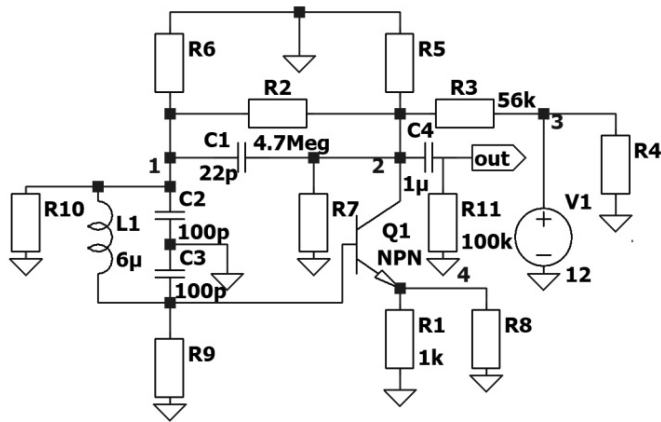 R6
R5
R2
R3
56k
3
C1
4.7Meg
C4
R4
1
22p
2
out
1µ
V1
R10
C2
R7
R11
L1
100p
Q1
100k
6µ
C3
NPN
12
100p
4
R9
R1
R8
1k